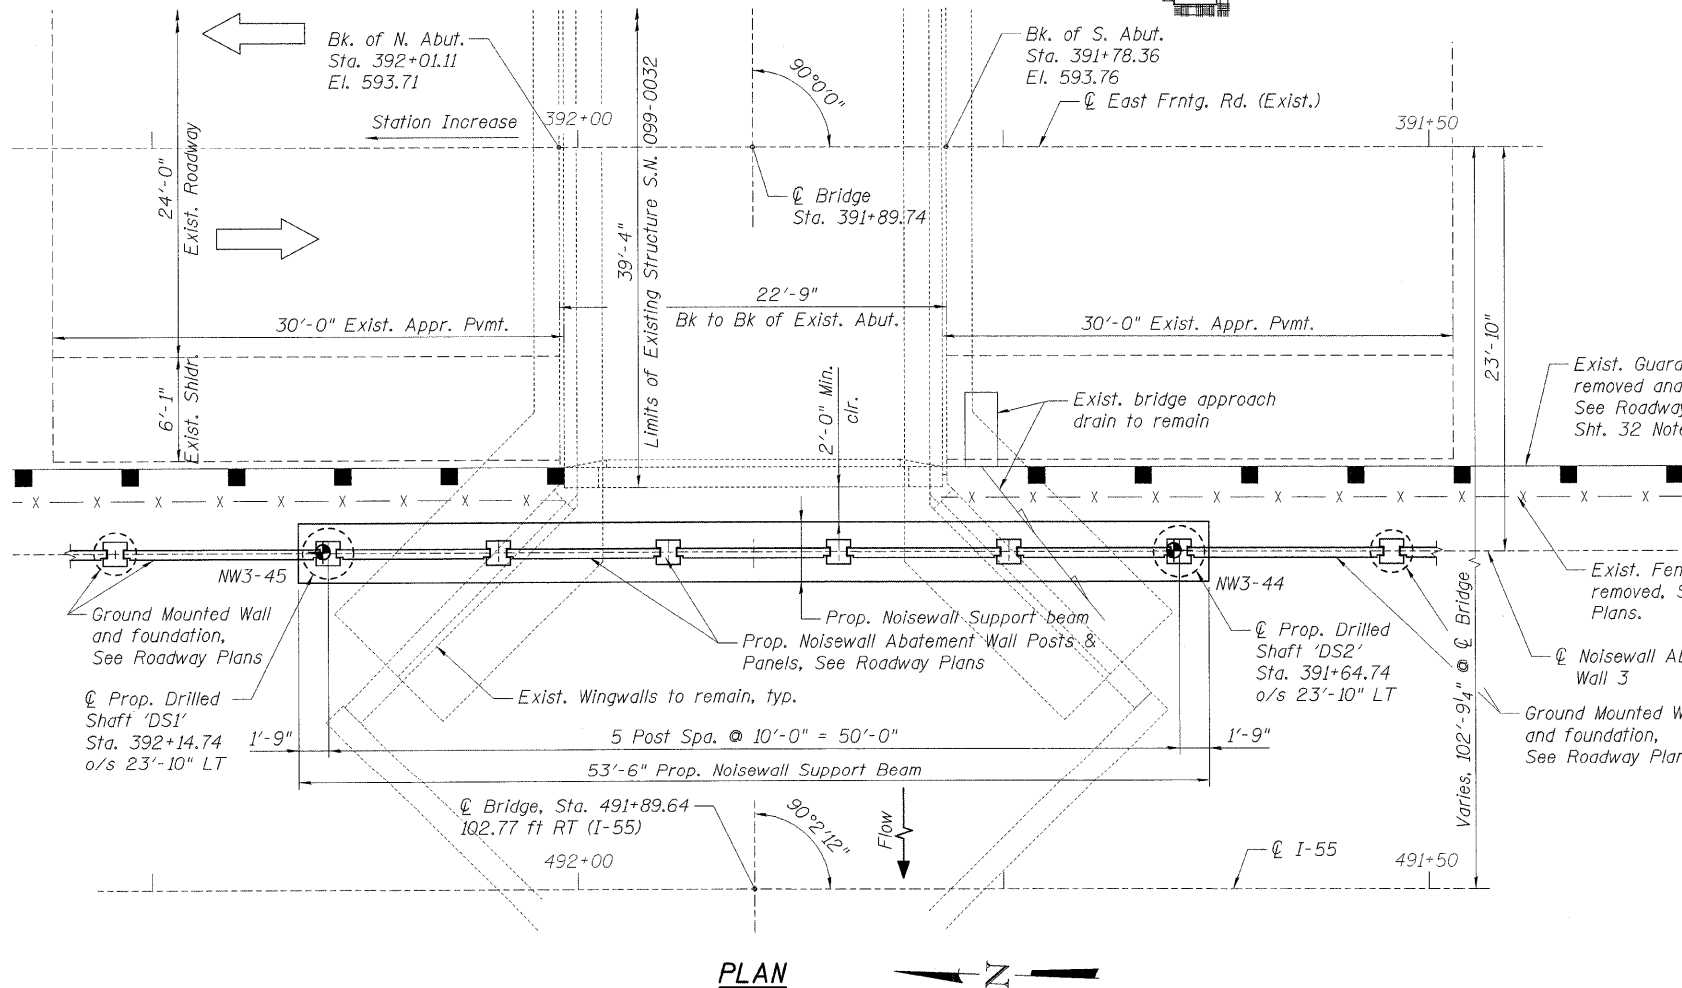 Bk. of N. Abut.
Sta. 392+01.11
El. 593.71
Station Increase
392+00
90°0'0"
Bk. of S. Abut.
Sta. 391+78.36
El. 593.76
℄ East Frntg. Rd. (Exist.)
391+50
24'-0"
Exist. Roadway
Limits of Existing Structure S.N. 099-0032
39'-4"
℄ Bridge
Sta. 391+89.74
22'-9"
Bk to Bk of Exist. Abut.
30'-0" Exist. Appr. Pvmt.
30'-0" Exist. Appr. Pvmt.
23'-10"
6'-1"
Exist. Shldr.
2'-0" Min.
clr.
Exist. bridge approach
drain to remain
Exist. Guard
removed and
See Roadway
Sht. 32 Note
X X X X X X
X X X X X X X X
NW3-45
NW3-44
Ground Mounted Wall
and foundation,
See Roadway Plans
Prop. Noisewall Support beam
Prop. Noisewall Abatement Wall Posts &
Panels, See Roadway Plans
Exist. Wingwalls to remain, typ.
℄ Prop. Drilled
Shaft 'DS1'
Sta. 392+14.74
o/s 23'-10" LT
℄ Prop. Drilled
Shaft 'DS2'
Sta. 391+64.74
o/s 23'-10" LT
Exist. Fen
removed, S
Plans.
℄ Noisewall Ab
Wall 3
Ground Mounted W
and foundation,
See Roadway Plan
Varies, 102'-9¼" @ ℄ Bridge
1'-9"
5 Post Spa. @ 10'-0" = 50'-0"
1'-9"
53'-6" Prop. Noisewall Support Beam
℄ Bridge, Sta. 491+89.64
102.77 ft RT (I-55)
90°2'12"
Flow
492+00
℄ I-55
491+50
PLAN
N